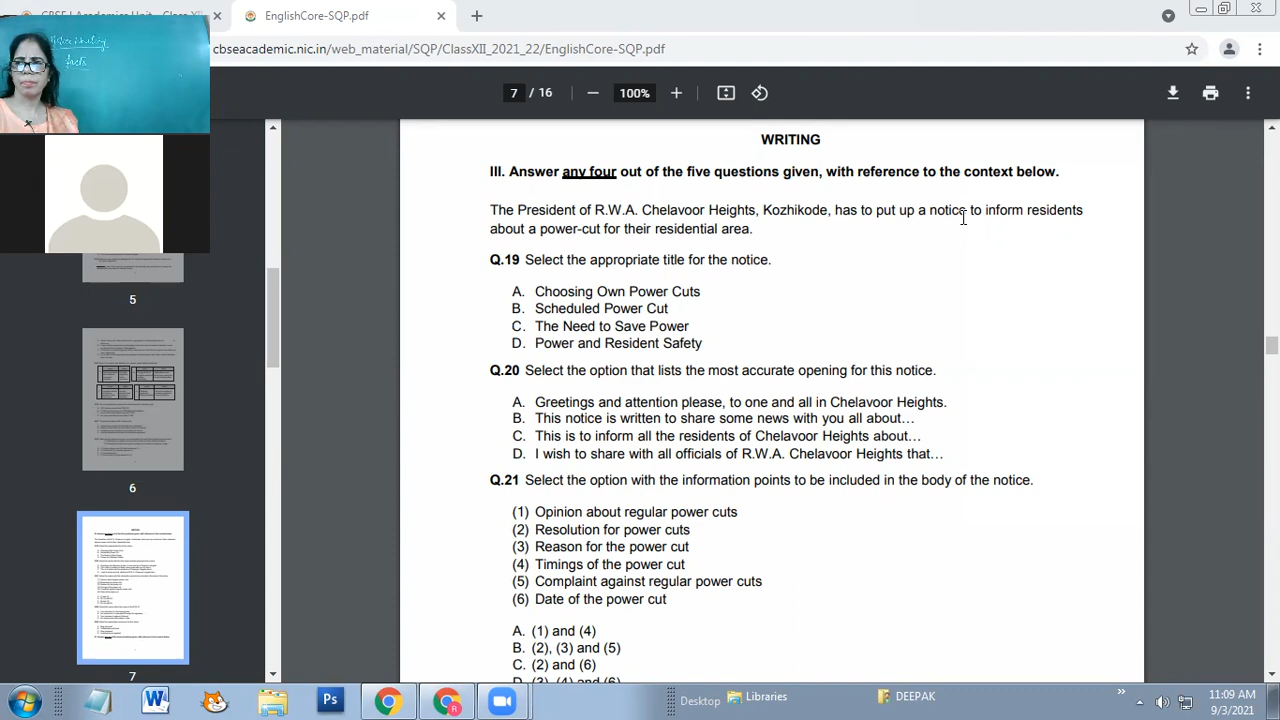 EnglishCore-SQP.pdf
cbseacademic.nic.in/web_material/SQP/ClassXII_2021_22/EnglishCore-SQP.pdf
7 / 16
100%
facts
WRITING
III. Answer any four out of the five questions given, with reference to the context below.
The President of R.W.A. Chelavoor Heights, Kozhikode, has to put up a notice to inform residents
about a power-cut for their residential area.
Q.19 Select the appropriate title for the notice.
A. Choosing Own Power Cuts
B. Scheduled Power Cut
C. The Need to Save Power
D. and Resident Safety
Q.20 Select the option that lists the most accurate opening for this notice.
A. Greetings and attention please, to one and all in Chelavoor Heights.
B. notice is written to share some news with you all about…
C. is to inform all the residents of Chelavoor Heights about…
D. I wish to share with all officials of R.W.A. Chelavoor Heights that…
Q.21 Select the option with the information points to be included in the body of the notice.
(1) Opinion about regular power cuts
(2) for power cuts
(3) for the power cut
(4) of the power cut
against regular power cuts
Date of the power cut
A. (1) and (4)
B. (2), (3) and (5)
C. (2) and (6)
D. (3), (4) and (6)
5
6
7
Desktop
Libraries
DEEPAK
11:09 AM
9/3/2021